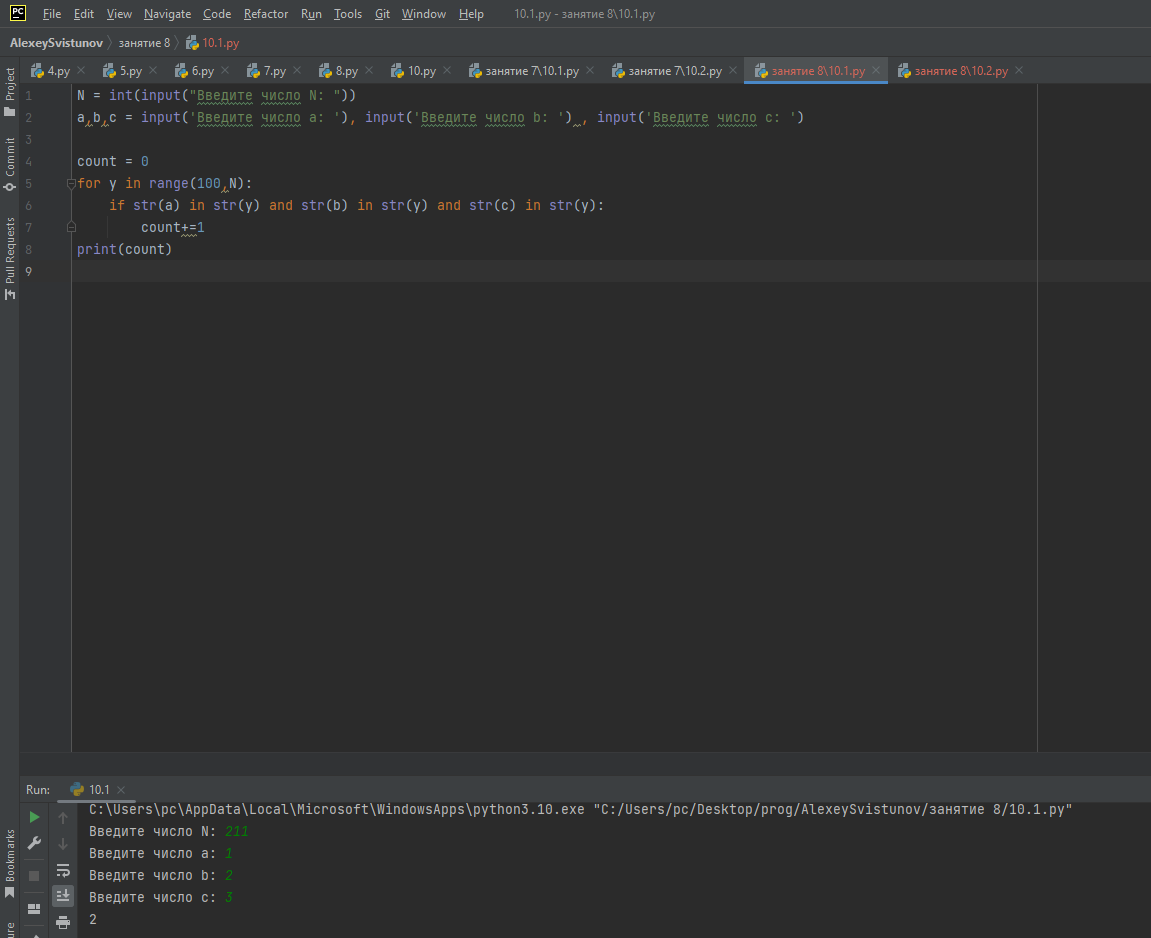 PC File Edit View Navigate Code Refactor Run Tools Git Window Help 10.1.py - занятие 8\10.1.py
AlexeySvistunov занятие 8 10.1.py
4.py 5.py 6.py 7.py 8.py 10.py занятие 7\10.1.py занятие 7\10.2.py занятие 8\10.1.py занятие 8\10.2.py
Project
Commit
Pull Requests
1 N = int(input("Введите число N: "))
2 a,b,c = input('Введите число a: '), input('Введите число b: ') , input('Введите число c: ')
3
4 count = 0
5 for y in range(100,N):
6 if str(a) in str(y) and str(b) in str(y) and str(c) in str(y):
7 count+=1
8 print(count)
9
Run: 10.1
C:\Users\pc\AppData\Local\Microsoft\WindowsApps\python3.10.exe "C:/Users/pc/Desktop/prog/AlexeySvistunov/занятие 8/10.1.py"
Введите число N: 211
Введите число a: 1
Введите число b: 2
Введите число c: 3
2
Bookmarks
ure